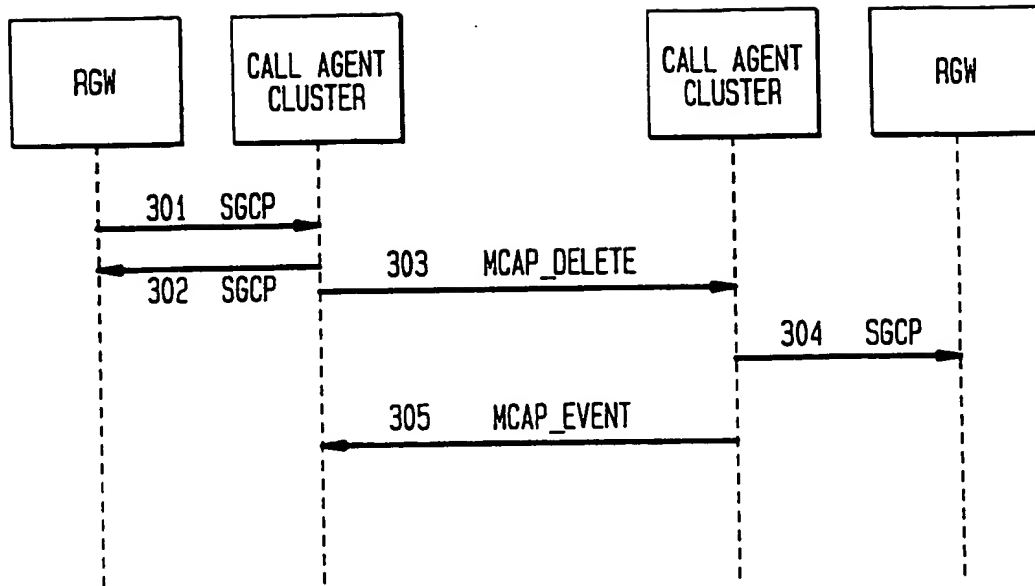 RGW
CALL AGENT
CLUSTER
CALL AGENT
CLUSTER
RGW
301 SGCP
302 SGCP
303 MCAP_DELETE
304 SGCP
305 MCAP_EVENT